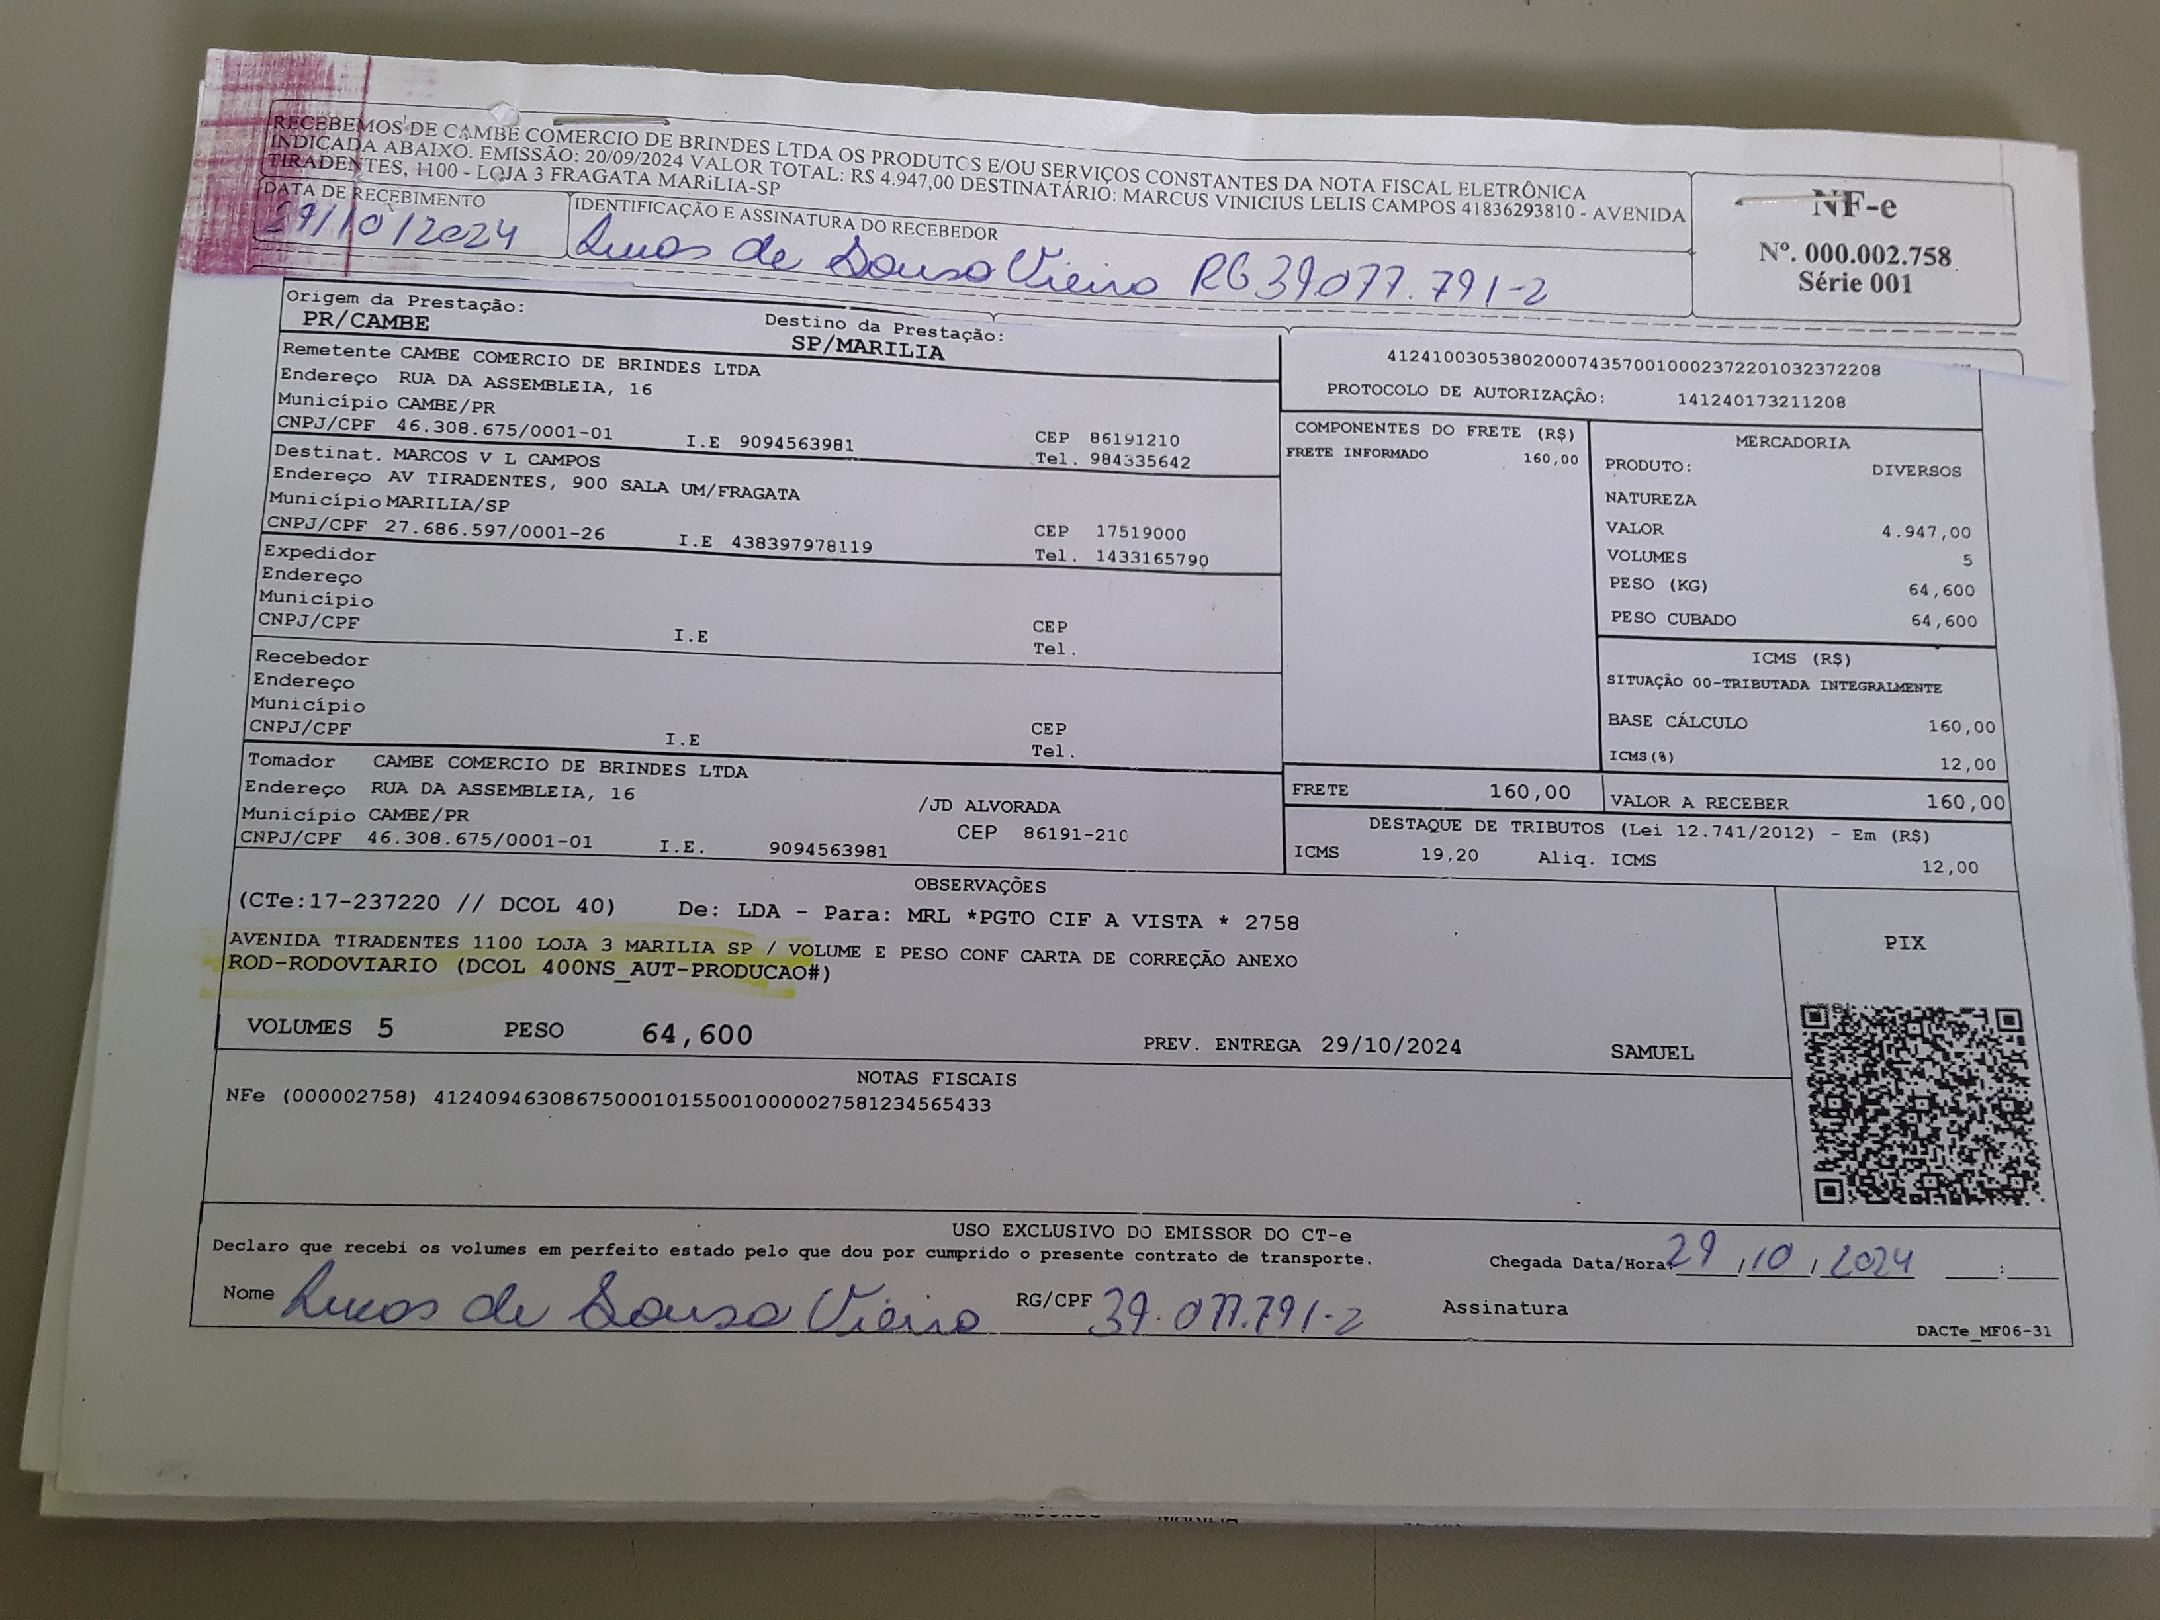 RECEBEMOS DE CAMBE COMERCIO DE BRINDES LTDA OS PRODUTOS E/OU SERVIÇOS CONSTANTES DA NOTA FISCAL ELETRÔNICA
INDICADA ABAIXO. EMISSÃO: 20/09/2024 VALOR TOTAL: R$ 4.947,00 DESTINATÁRIO: MARCUS VINICIUS LELIS CAMPOS 41836293810 - AVENIDA
TIRADENTES, 1100 - LOJA 3 FRAGATA MARiLIA-SP
DATA DE RECEBIMENTO
29/10/2024
IDENTIFICAÇÃO E ASSINATURA DO RECEBEDOR
Lucas de Sousa Vieira RG 39077.791-2
NF-e
Nº. 000.002.758
Série 001
Origem da Prestação:
PR/CAMBE
Destino da Prestação:
SP/MARILIA
Remetente CAMBE COMERCIO DE BRINDES LTDA
Endereço RUA DA ASSEMBLEIA, 16
Município CAMBE/PR
CNPJ/CPF 46.308.675/0001-01 I.E 9094563981
CEP 86191210
Tel. 984335642
Destinat. MARCOS V L CAMPOS
Endereço AV TIRADENTES, 900 SALA UM/FRAGATA
Município MARILIA/SP
CNPJ/CPF 27.686.597/0001-26 I.E 438397978119
CEP 17519000
Tel. 1433165790
Expedidor
Endereço
Município
CNPJ/CPF I.E
CEP
Tel.
Recebedor
Endereço
Município
CNPJ/CPF I.E
CEP
Tel.
Tomador CAMBE COMERCIO DE BRINDES LTDA
Endereço RUA DA ASSEMBLEIA, 16 /JD ALVORADA
Município CAMBE/PR CEP 86191-210
CNPJ/CPF 46.308.675/0001-01 I.E. 9094563981
41241003053802000743570010002372201032372208
PROTOCOLO DE AUTORIZAÇÃO: 141240173211208
COMPONENTES DO FRETE (R$)
FRETE INFORMADO 160,00
MERCADORIA
PRODUTO: DIVERSOS
NATUREZA
VALOR 4.947,00
VOLUMES 5
PESO (KG) 64,600
PESO CUBADO 64,600
ICMS (R$)
SITUAÇÃO 00-TRIBUTADA INTEGRALMENTE
BASE CÁLCULO 160,00
ICMS(%) 12,00
FRETE 160,00
VALOR A RECEBER 160,00
DESTAQUE DE TRIBUTOS (Lei 12.741/2012) - Em (R$)
ICMS 19,20 Aliq. ICMS 12,00
OBSERVAÇÕES
(CTe:17-237220 // DCOL 40) De: LDA - Para: MRL *PGTO CIF A VISTA * 2758
AVENIDA TIRADENTES 1100 LOJA 3 MARILIA SP / VOLUME E PESO CONF CARTA DE CORREÇÃO ANEXO
ROD-RODOVIARIO (DCOL 400NS_AUT-PRODUCAO#)
VOLUMES 5 PESO 64,600 PREV. ENTREGA 29/10/2024 SAMUEL
PIX
NOTAS FISCAIS
NFe (000002758) 41240946308675000101550010000027581234565433
USO EXCLUSIVO DO EMISSOR DO CT-e
Declaro que recebi os volumes em perfeito estado pelo que dou por cumprido o presente contrato de transporte.
Chegada Data/Hora: 29/10/2024 __:__
Nome Lucas de Sousa Vieira RG/CPF 39.077.791-2 Assinatura
DACTe_MF06-31